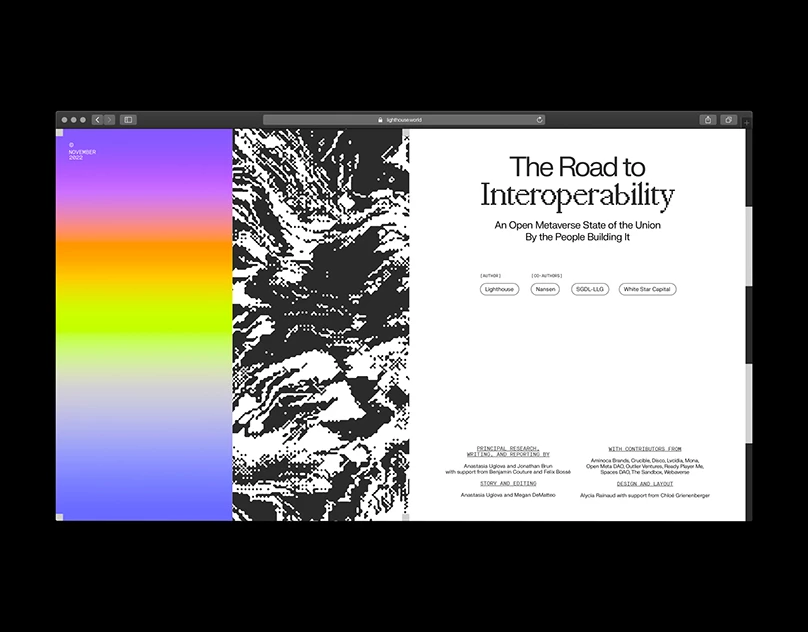 lighthouse.world
©
NOVEMBER
2022
The Road to
Interoperability
An Open Metaverse State of the Union
By the People Building It
[AUTHOR]
[CO-AUTHORS]
Lighthouse
Nansen
SGDL-LLG
White Star Capital
PRINCIPAL RESEARCH,
WRITING, AND REPORTING BY
Anastasia Uglova and Jonathan Brun
with support from Benjamin Couture and Félix Bossé
STORY AND EDITING
Anastasia Uglova and Megan DeMatteo
WITH CONTRIBUTORS FROM
Animoca Brands, Crucible, Disco, Lycidia, Mona,
Open Meta DAO, Outlier Ventures, Ready Player Me,
Spaces DAO, The Sandbox, Webaverse
DESIGN AND LAYOUT
Alycia Rainaud with support from Chloé Grienenberger